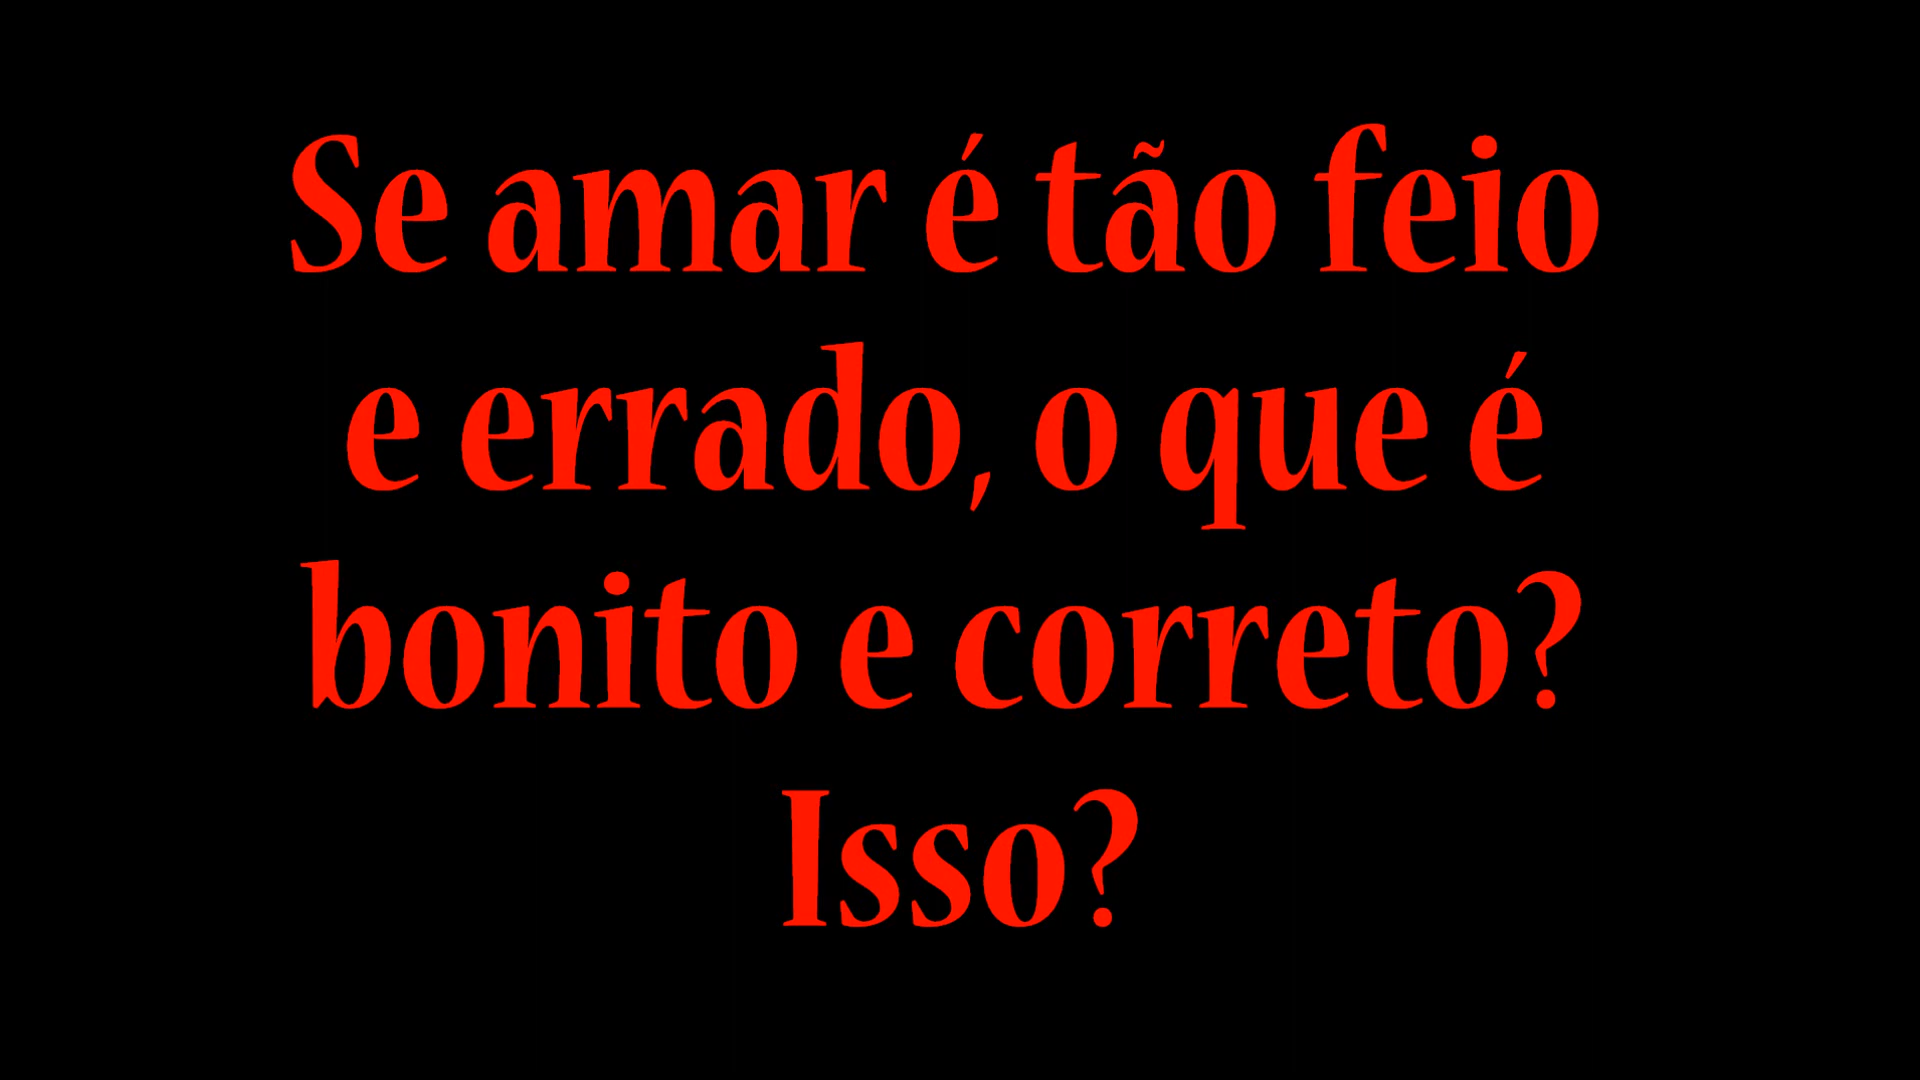 Se amar é tão feio
e errado, o que é
bonito e correto?
Isso?